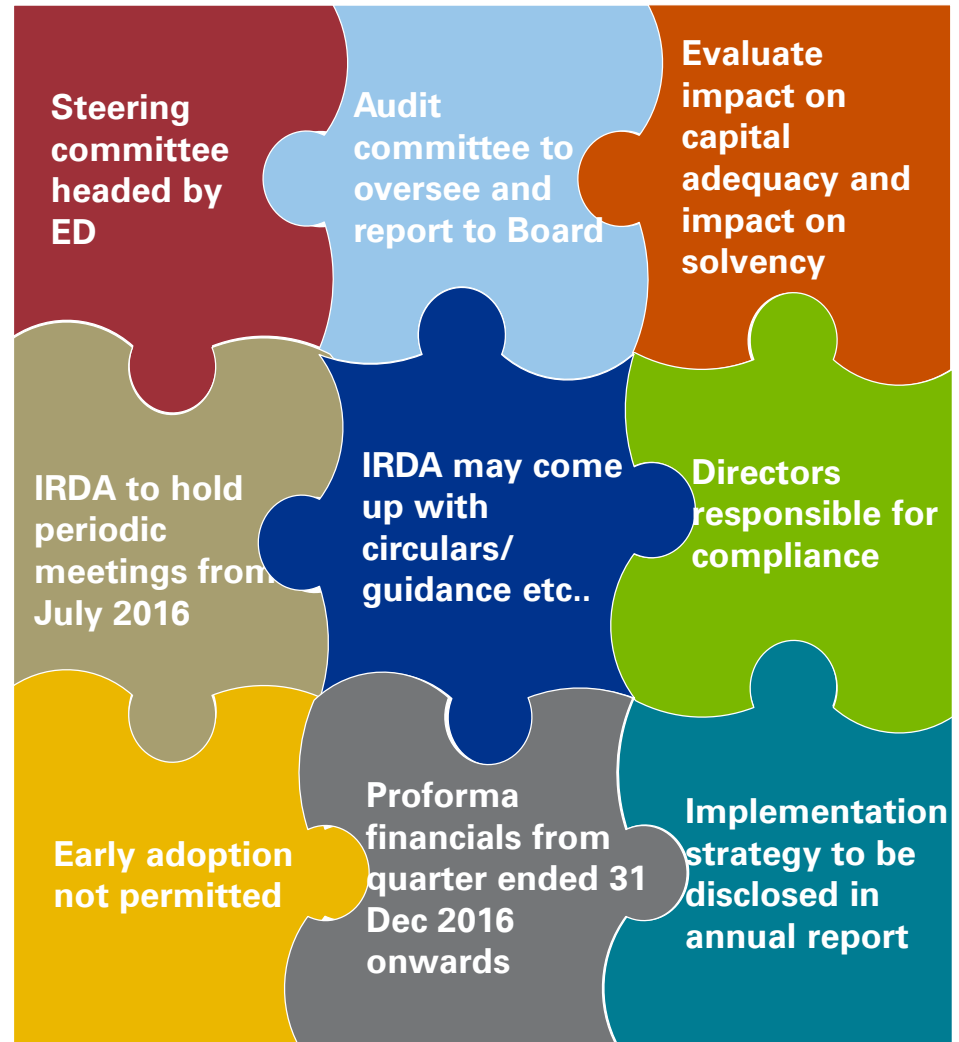 Steering
committee
headed by
ED
Audit
committee to
oversee and
report to Board
Evaluate
impact on
capital
adequacy and
impact on
solvency
IRDA to hold
periodic
meetings from
July 2016
IRDA may come
up with
circulars/
guidance etc..
Directors
responsible for
compliance
Early adoption
not permitted
Proforma
financials from
quarter ended 31
Dec 2016
onwards
Implementation
strategy to be
disclosed in
annual report